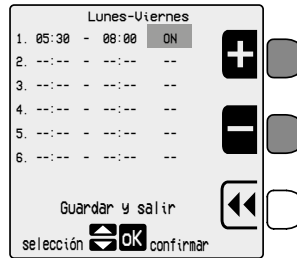 Lunes-Viernes
1. 05:30 - 08:00 ON
2. --:-- - --:-- --
3. --:-- - --:-- --
4. --:-- - --:-- --
5. --:-- - --:-- --
6. --:-- - --:-- --
Guardar y salir
selección OK confirmar